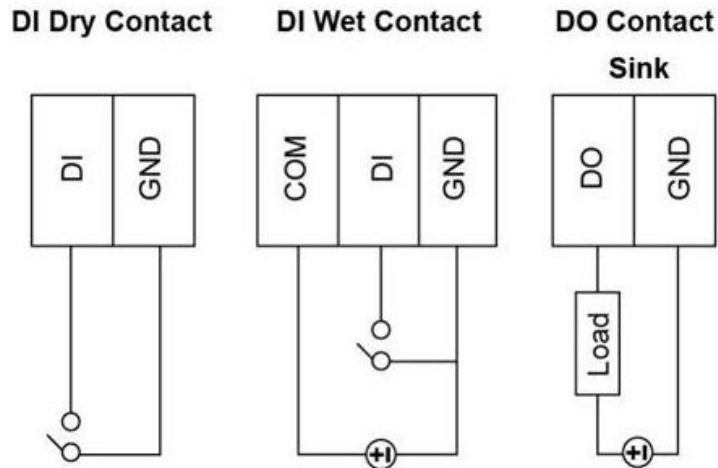 DI Dry Contact
DI Wet Contact
DO Contact
Sink
DI
GND
COM
DI
GND
DO
GND
Load
+-
+-